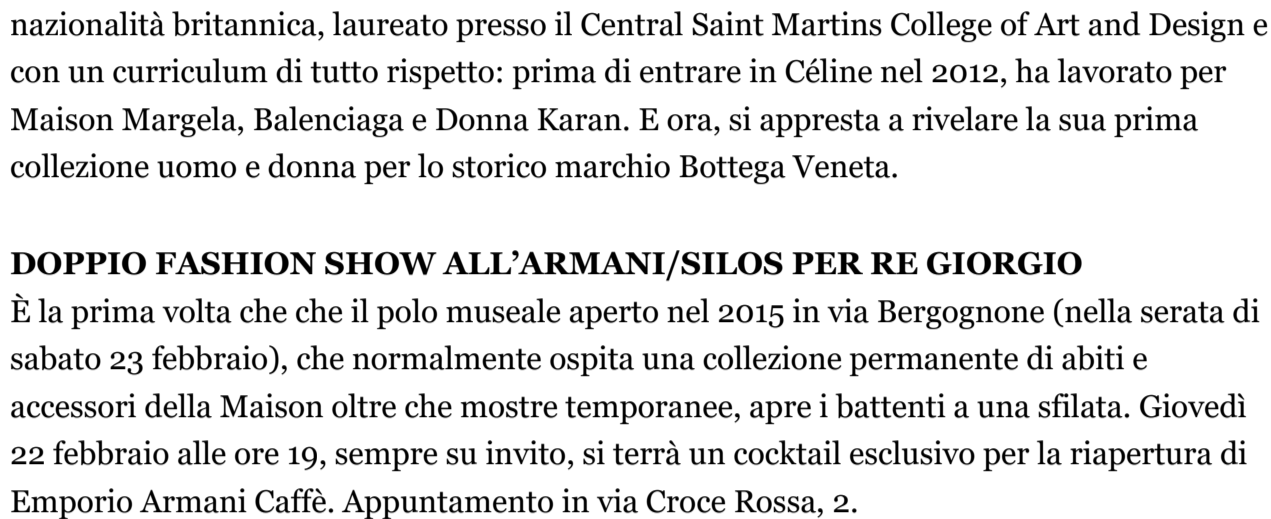 nazionalità britannica, laureato presso il Central Saint Martins College of Art and Design e
con un curriculum di tutto rispetto: prima di entrare in Céline nel 2012, ha lavorato per
Maison Margela, Balenciaga e Donna Karan. E ora, si appresta a rivelare la sua prima
collezione uomo e donna per lo storico marchio Bottega Veneta.
DOPPIO FASHION SHOW ALL’ARMANI/SILOS PER RE GIORGIO
È la prima volta che che il polo museale aperto nel 2015 in via Bergognone (nella serata di
sabato 23 febbraio), che normalmente ospita una collezione permanente di abiti e
accessori della Maison oltre che mostre temporanee, apre i battenti a una sfilata. Giovedì
22 febbraio alle ore 19, sempre su invito, si terrà un cocktail esclusivo per la riapertura di
Emporio Armani Caffè. Appuntamento in via Croce Rossa, 2.